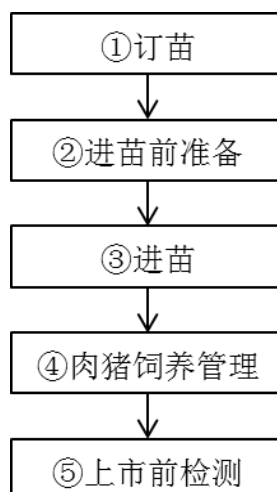 ①订苗
②进苗前准备
③进苗
④肉猪饲养管理
⑤上市前检测